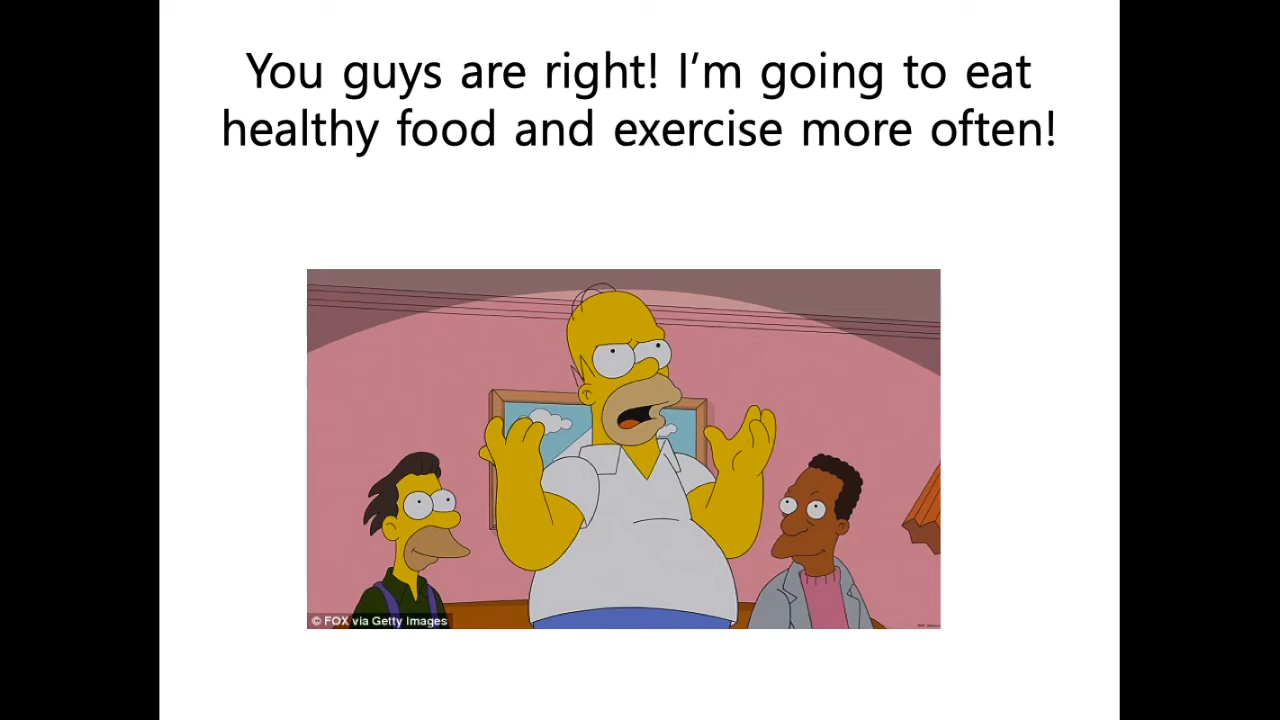 You guys are right! I’m going to eat
healthy food and exercise more often!
© FOX via Getty Images